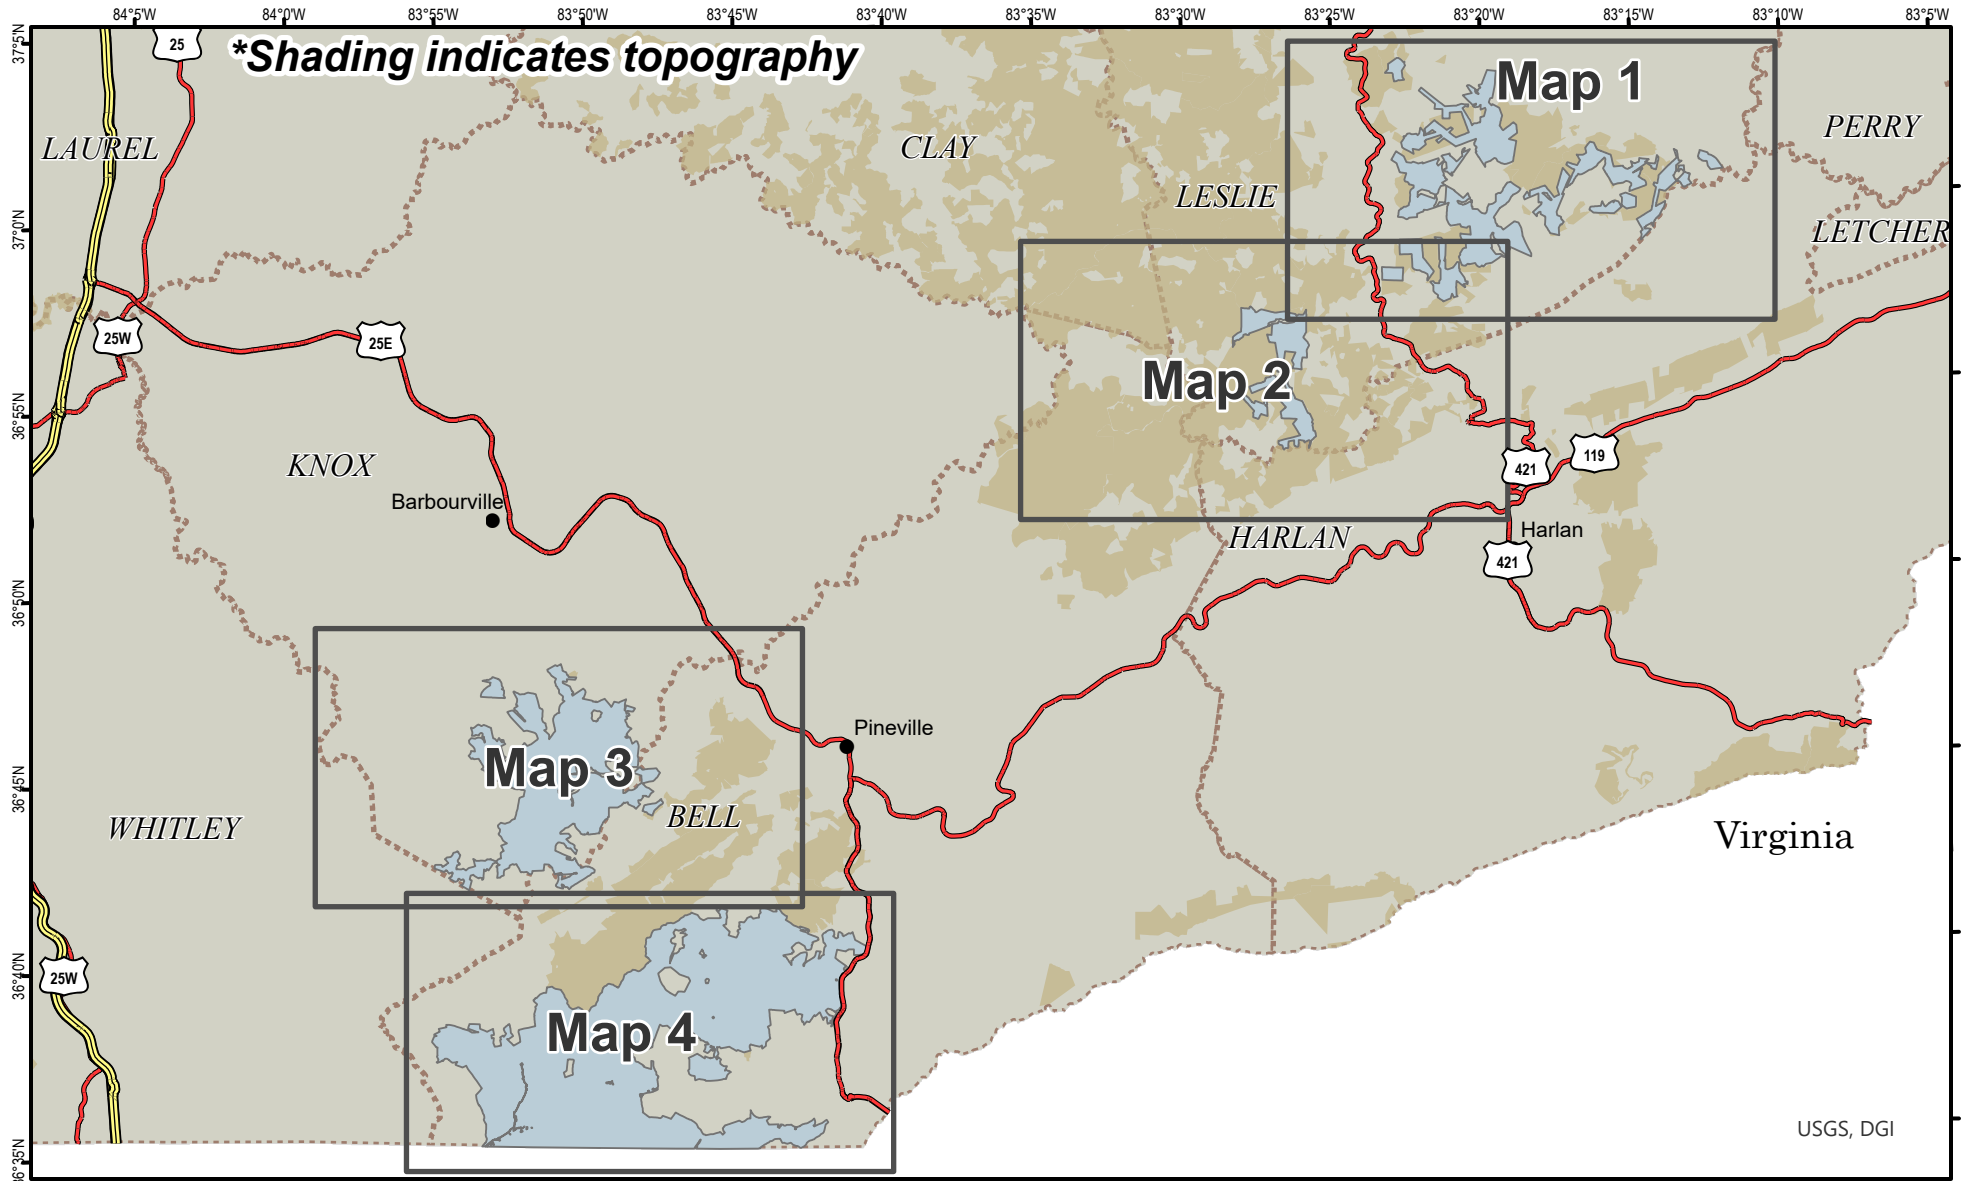 84°5'W 84°0'W 83°55'W 83°50'W 83°45'W 83°40'W 83°35'W 83°30'W 83°25'W 83°20'W 83°15'W 83°10'W 83°5'W
37°5'N
25
*Shading indicates topography
Map 1
LAUREL
CLAY
PERRY
LESLIE
37°0'N
LETCHER
25W
25E
Map 2
36°55'N
KNOX
421
119
Barbourville
HARLAN
Harlan
421
36°50'N
Pineville
Map 3
36°45'N
WHITLEY
BELL
Virginia
36°40'N
25W
Map 4
USGS, DGI
36°35'N